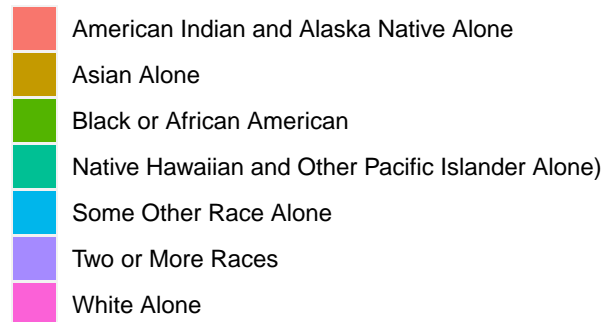 American Indian and Alaska Native Alone
Asian Alone
Black or African American
Native Hawaiian and Other Pacific Islander Alone)
Some Other Race Alone
Two or More Races
White Alone